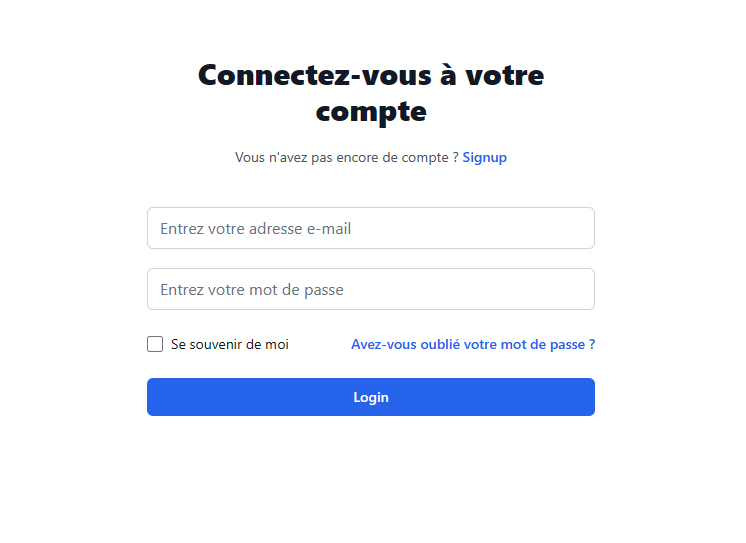 Connectez-vous à votre
compte
Vous n'avez pas encore de compte ? Signup
Entrez votre adresse e-mail
Entrez votre mot de passe
Se souvenir de moi Avez-vous oublié votre mot de passe ?
Login